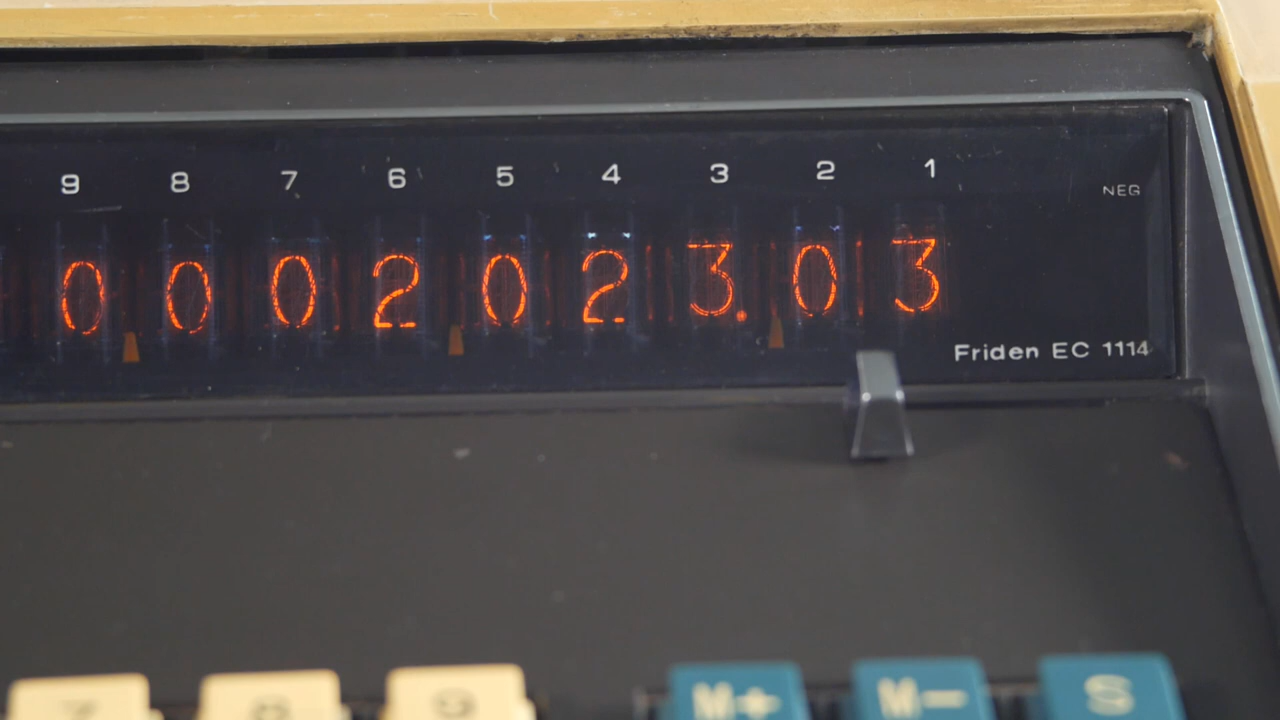 9 8 7 6 5 4 3 2 1
NEG
0 0 0 2 0 2 3. 0 3
Friden EC 1114
M+ M− S